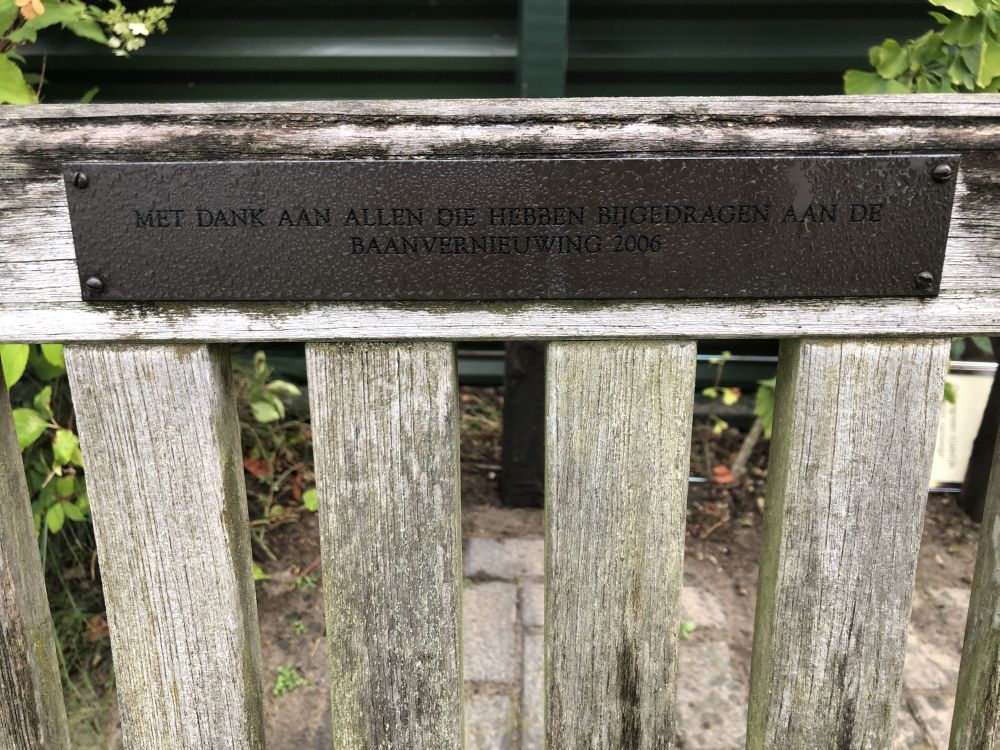 MET DANK AAN ALLEN DIE HEBBEN BIJGEDRAGEN AAN DE
BAANVERNIEUWING 2006